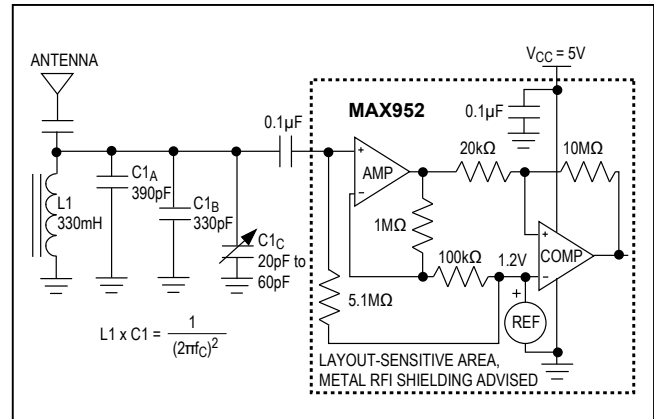 ANTENNA
VCC = 5V
MAX952
0.1µF
0.1µF
20kΩ
10MΩ
+
AMP
−
C1A
390pF
L1
330mH
C1B
330pF
1MΩ
+
COMP
−
C1C
20pF to
60pF
100kΩ
1.2V
5.1MΩ
+
REF
L1 x C1 = 1
(2πfC)2
LAYOUT-SENSITIVE AREA,
METAL RFI SHIELDING ADVISED